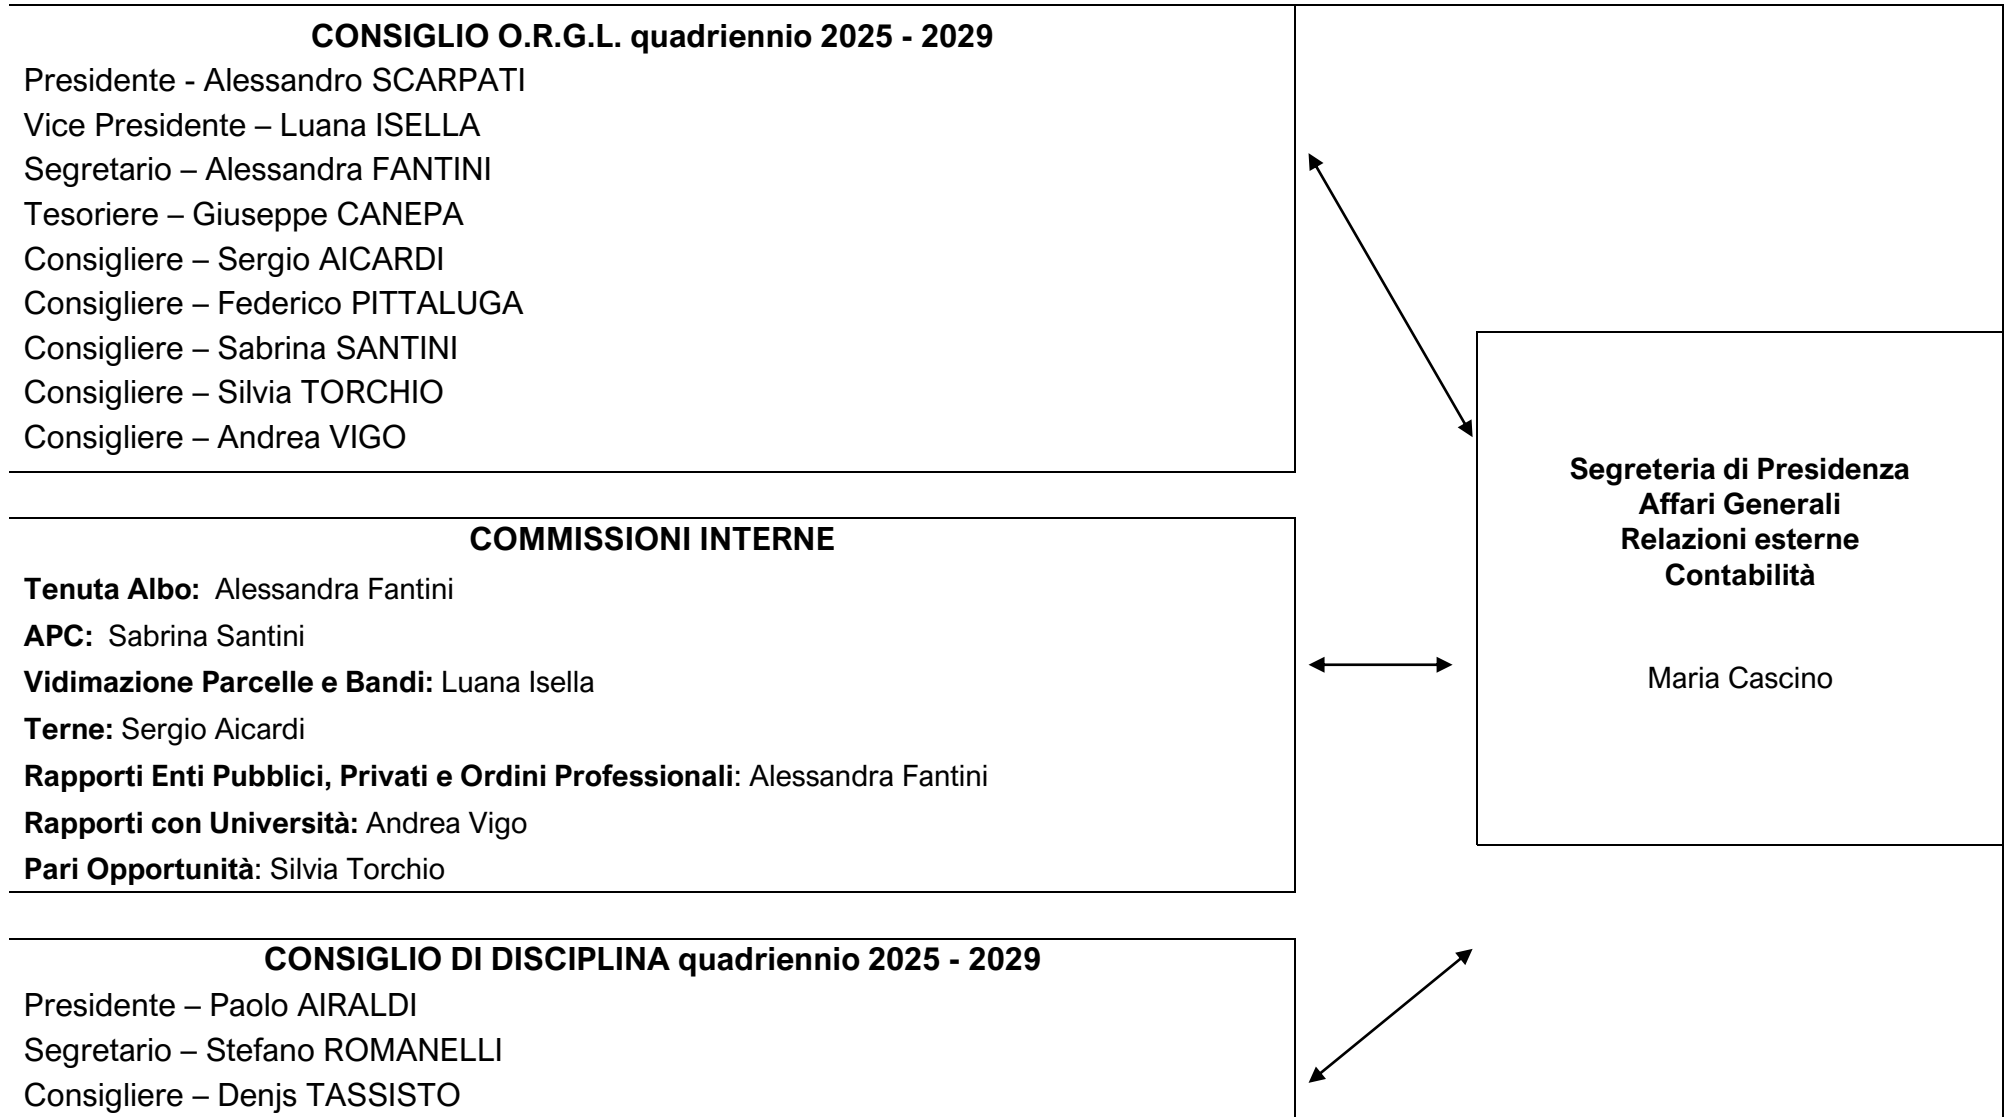 CONSIGLIO O.R.G.L. quadriennio 2025 - 2029
Presidente - Alessandro SCARPATI
Vice Presidente – Luana ISELLA
Segretario – Alessandra FANTINI
Tesoriere – Giuseppe CANEPA
Consigliere – Sergio AICARDI
Consigliere – Federico PITTALUGA
Consigliere – Sabrina SANTINI
Consigliere – Silvia TORCHIO
Consigliere – Andrea VIGO
COMMISSIONI INTERNE
Tenuta Albo: Alessandra Fantini
APC: Sabrina Santini
Vidimazione Parcelle e Bandi: Luana Isella
Terne: Sergio Aicardi
Rapporti Enti Pubblici, Privati e Ordini Professionali: Alessandra Fantini
Rapporti con Università: Andrea Vigo
Pari Opportunità: Silvia Torchio
CONSIGLIO DI DISCIPLINA quadriennio 2025 - 2029
Presidente – Paolo AIRALDI
Segretario – Stefano ROMANELLI
Consigliere – Denjs TASSISTO
Segreteria di Presidenza
Affari Generali
Relazioni esterne
Contabilità
Maria Cascino